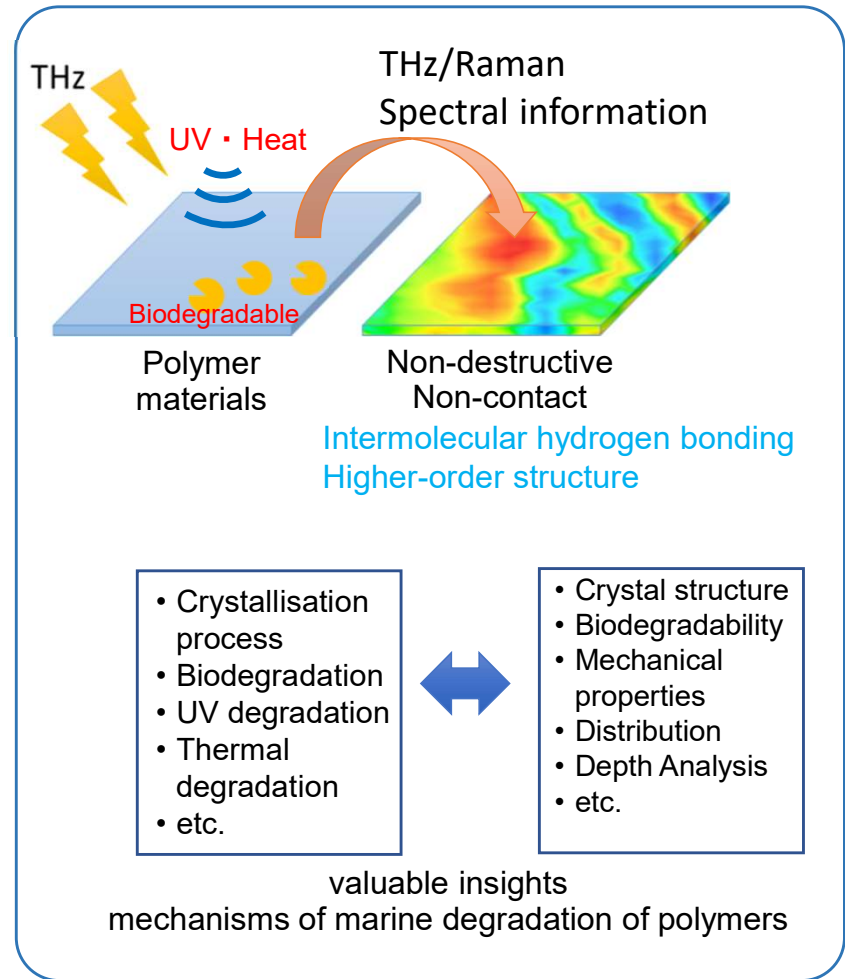 THz
THz/Raman
Spectral information
UV・Heat
Biodegradable
Polymer
materials
Non-destructive
Non-contact
Intermolecular hydrogen bonding
Higher-order structure
• Crystallisation
process
• Biodegradation
• UV degradation
• Thermal
degradation
• etc.
• Crystal structure
• Biodegradability
• Mechanical
properties
• Distribution
• Depth Analysis
• etc.
valuable insights
mechanisms of marine degradation of polymers